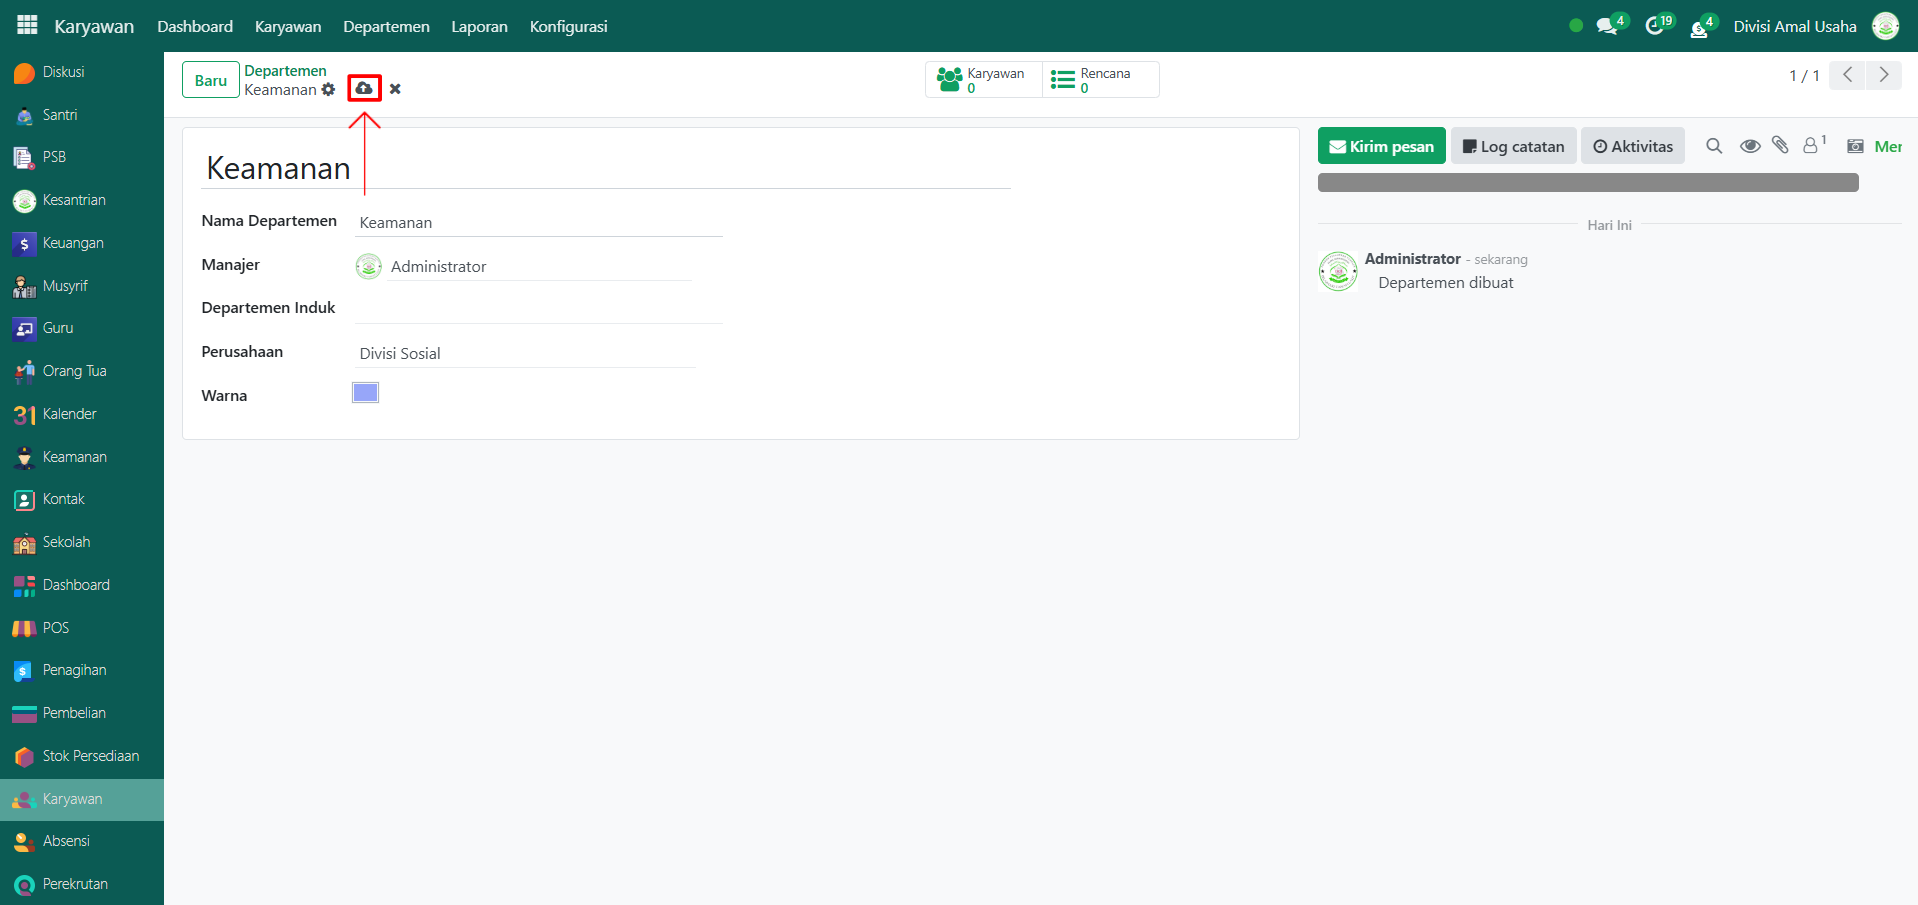 Karyawan Dashboard Karyawan Departemen Laporan Konfigurasi 4 19 4 Divisi Amal Usaha
Diskusi
Santri
PSB
Kesantrian
Keuangan
Musyrif
Guru
Orang Tua
Kalender
Keamanan
Kontak
Sekolah
Dashboard
POS
Penagihan
Pembelian
Stok Persediaan
Karyawan
Absensi
Perekrutan
Baru
Departemen
Keamanan
Karyawan
0
Rencana
0
1 / 1
Keamanan
Nama Departemen Keamanan
Manajer Administrator
Departemen Induk
Perusahaan Divisi Sosial
Warna
Kirim pesan Log catatan Aktivitas 1 Mer
Hari Ini
Administrator - sekarang
Departemen dibuat